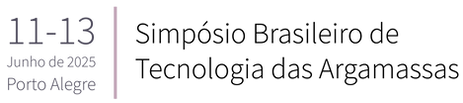 11-13
Junho de 2025
Porto Alegre
Simpósio Brasileiro de
Tecnologia das Argamassas